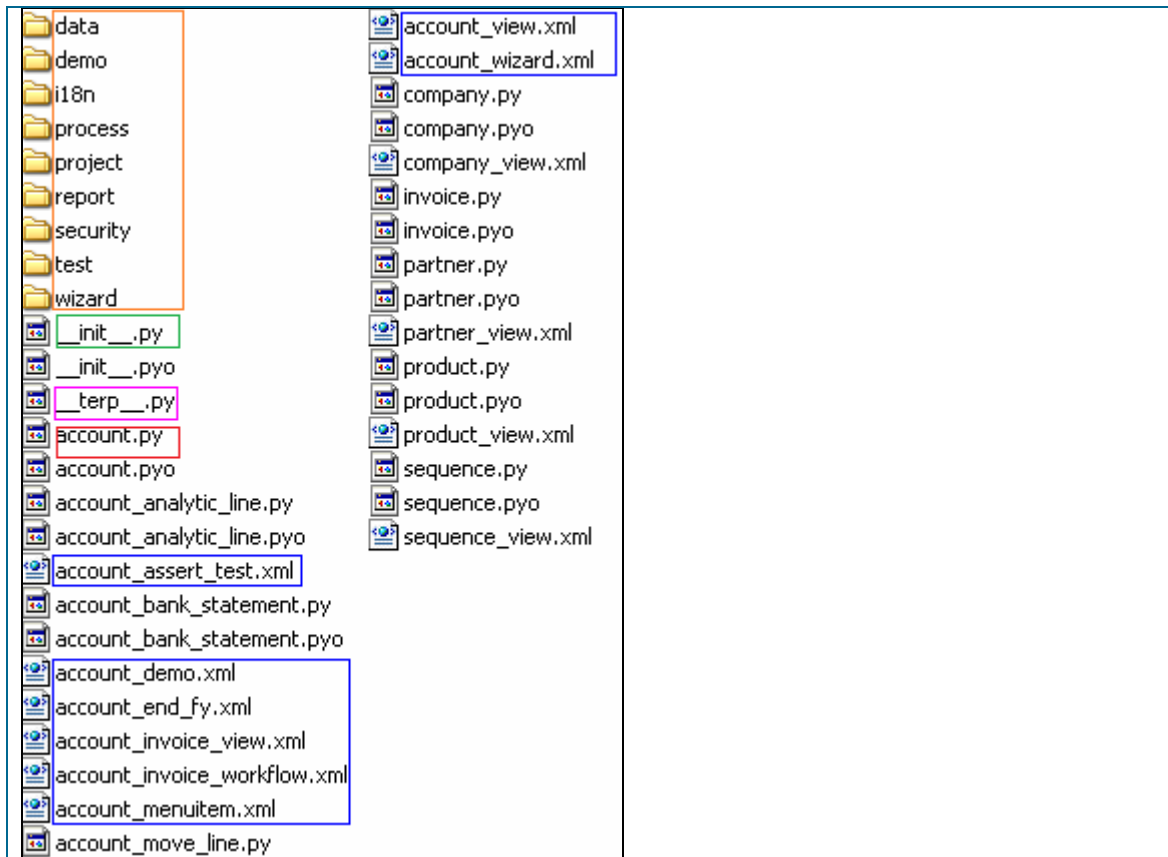 data
demo
i18n
process
project
report
security
test
wizard
__init__.py
__init__.pyo
__terp__.py
account.py
account.pyo
account_analytic_line.py
account_analytic_line.pyo
account_assert_test.xml
account_bank_statement.py
account_bank_statement.pyo
account_demo.xml
account_end_fy.xml
account_invoice_view.xml
account_invoice_workflow.xml
account_menuitem.xml
account_move_line.py
account_view.xml
account_wizard.xml
company.py
company.pyo
company_view.xml
invoice.py
invoice.pyo
partner.py
partner.pyo
partner_view.xml
product.py
product.pyo
product_view.xml
sequence.py
sequence.pyo
sequence_view.xml